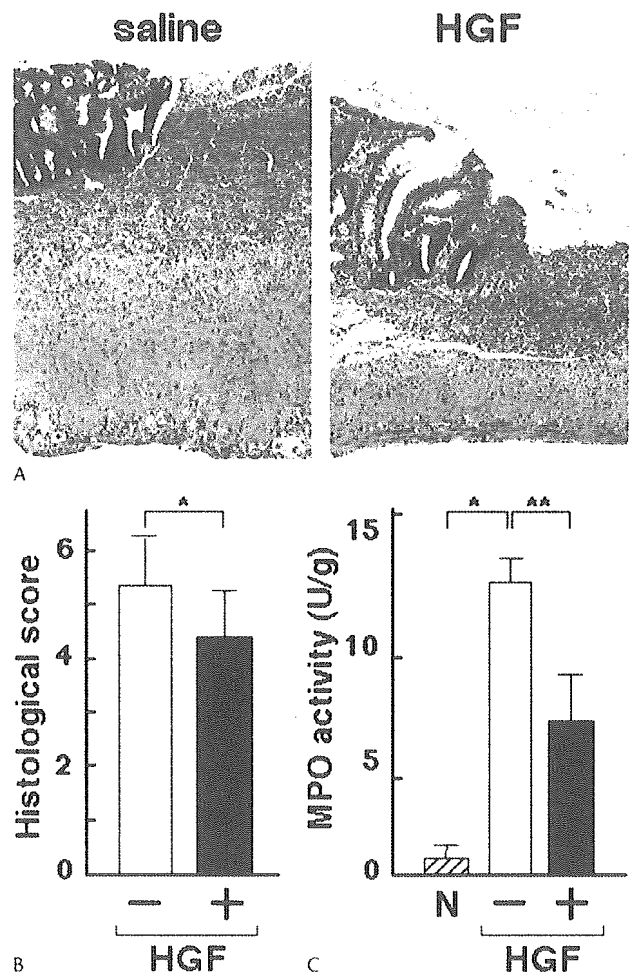 saline HGF
A
* * **
Histological score
6
4
2
0
− +
HGF
B
MPO activity (U/g)
15
10
5
0
N − +
HGF
C